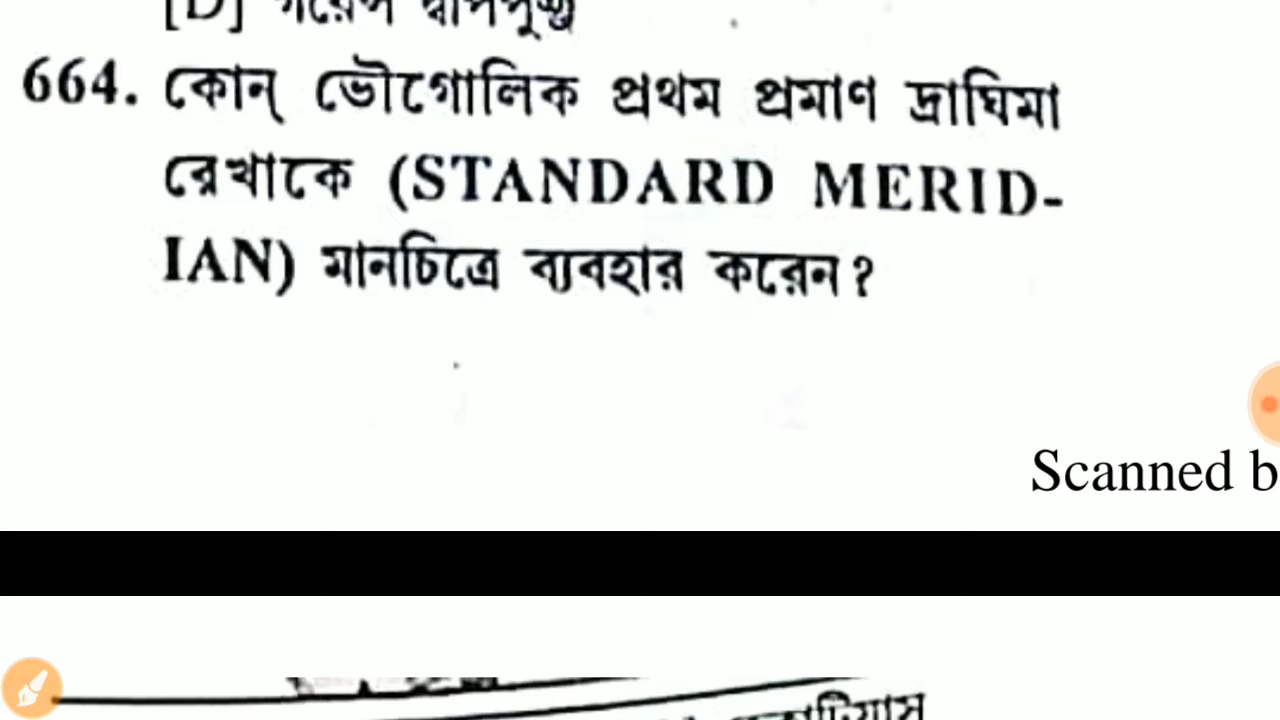 [D]
664. কোন্ ভৌগোলিক প্রথম প্রমাণ দ্রাঘিমা
রেখাকে (STANDARD MERID-
IAN) মানচিত্রে ব্যবহার করেন?
Scanned b